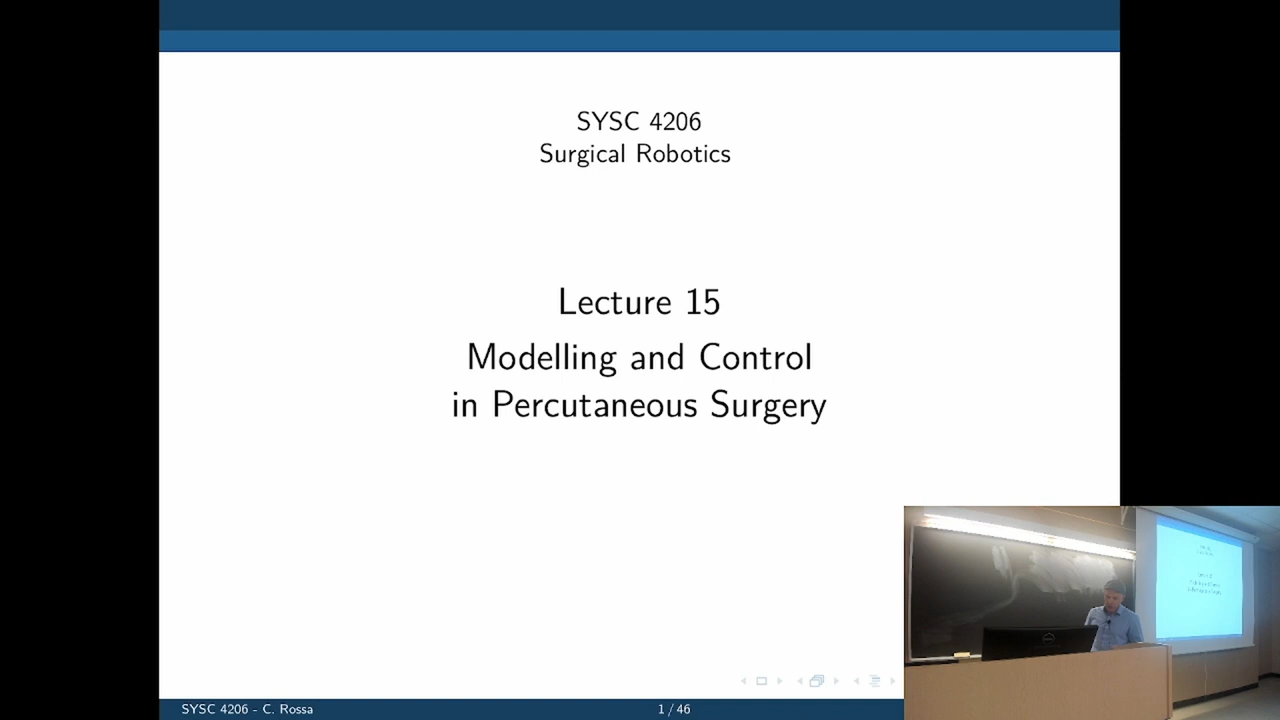 SYSC 4206
Surgical Robotics
Lecture 15
Modelling and Control
in Percutaneous Surgery
SYSC 4206 - C. Rossa
1 / 46